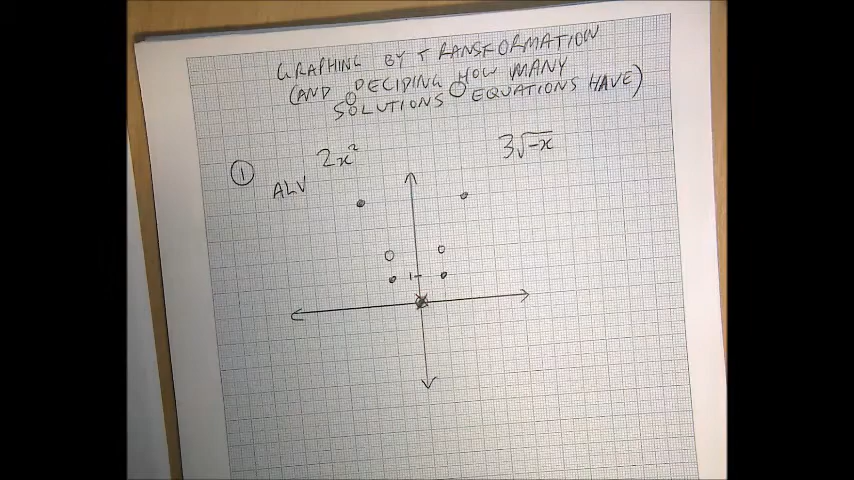 GRAPHING BY TRANSFORMATION
(AND DECIDING HOW MANY
SOLUTIONS EQUATIONS HAVE)
① 2x² 3√-x
ALV
1